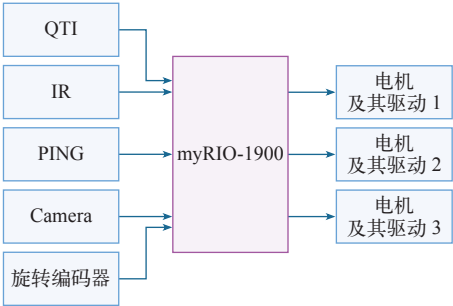 QTI
IR
PING
Camera
旋转编码器
myRIO-1900
电机
及其驱动 1
电机
及其驱动 2
电机
及其驱动 3